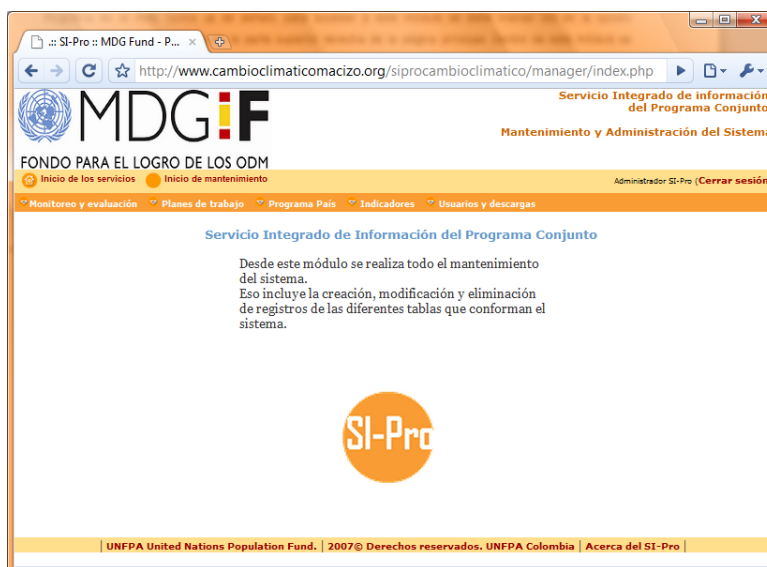 .:: SI-Pro :: MDG Fund - P...
http://www.cambioclimaticomacizo.org/siprocambioclimatico/manager/index.php
MDGIF
FONDO PARA EL LOGRO DE LOS ODM
Servicio Integrado de información
del Programa Conjunto
Mantenimiento y Administración del Sistema
Inicio de los servicios Inicio de mantenimiento
Administrador SI-Pro (Cerrar sesión
Monitoreo y evaluación Planes de trabajo Programa País Indicadores Usuarios y descargas
Servicio Integrado de Información del Programa Conjunto
Desde este módulo se realiza todo el mantenimiento
del sistema.
Eso incluye la creación, modificación y eliminación
de registros de las diferentes tablas que conforman el
sistema.
SI-Pro
| UNFPA United Nations Population Fund. | 2007© Derechos reservados. UNFPA Colombia | Acerca del SI-Pro |